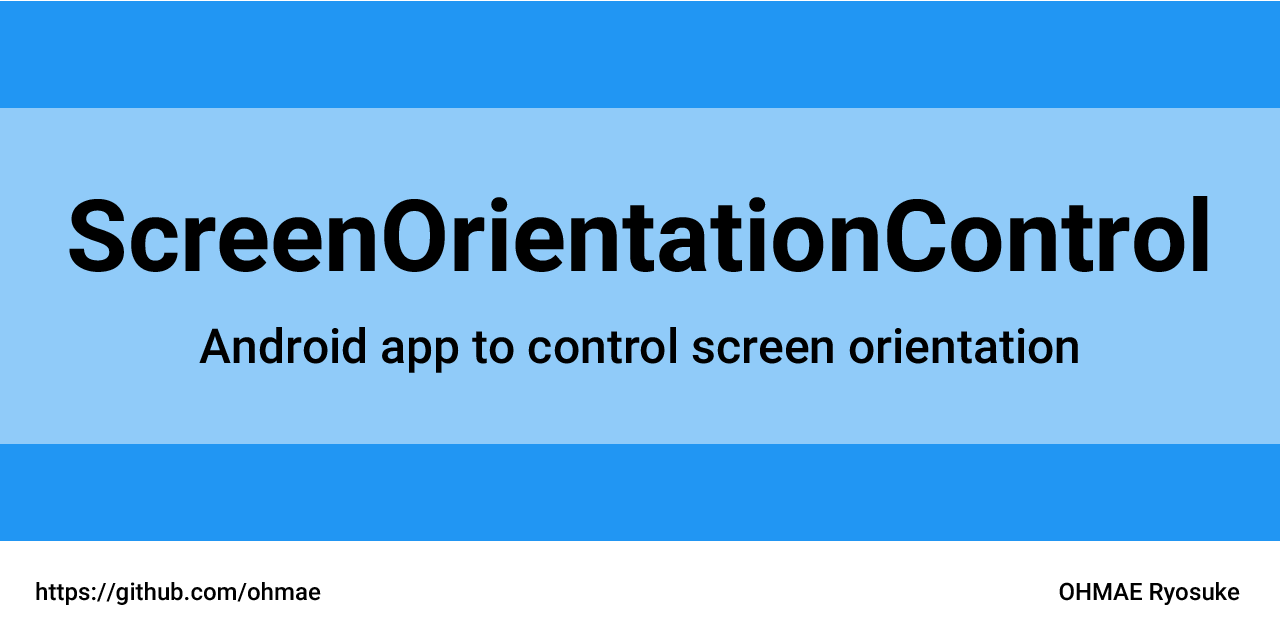 ScreenOrientationControl
Android app to control screen orientation
https://github.com/ohmae
OHMAE Ryosuke